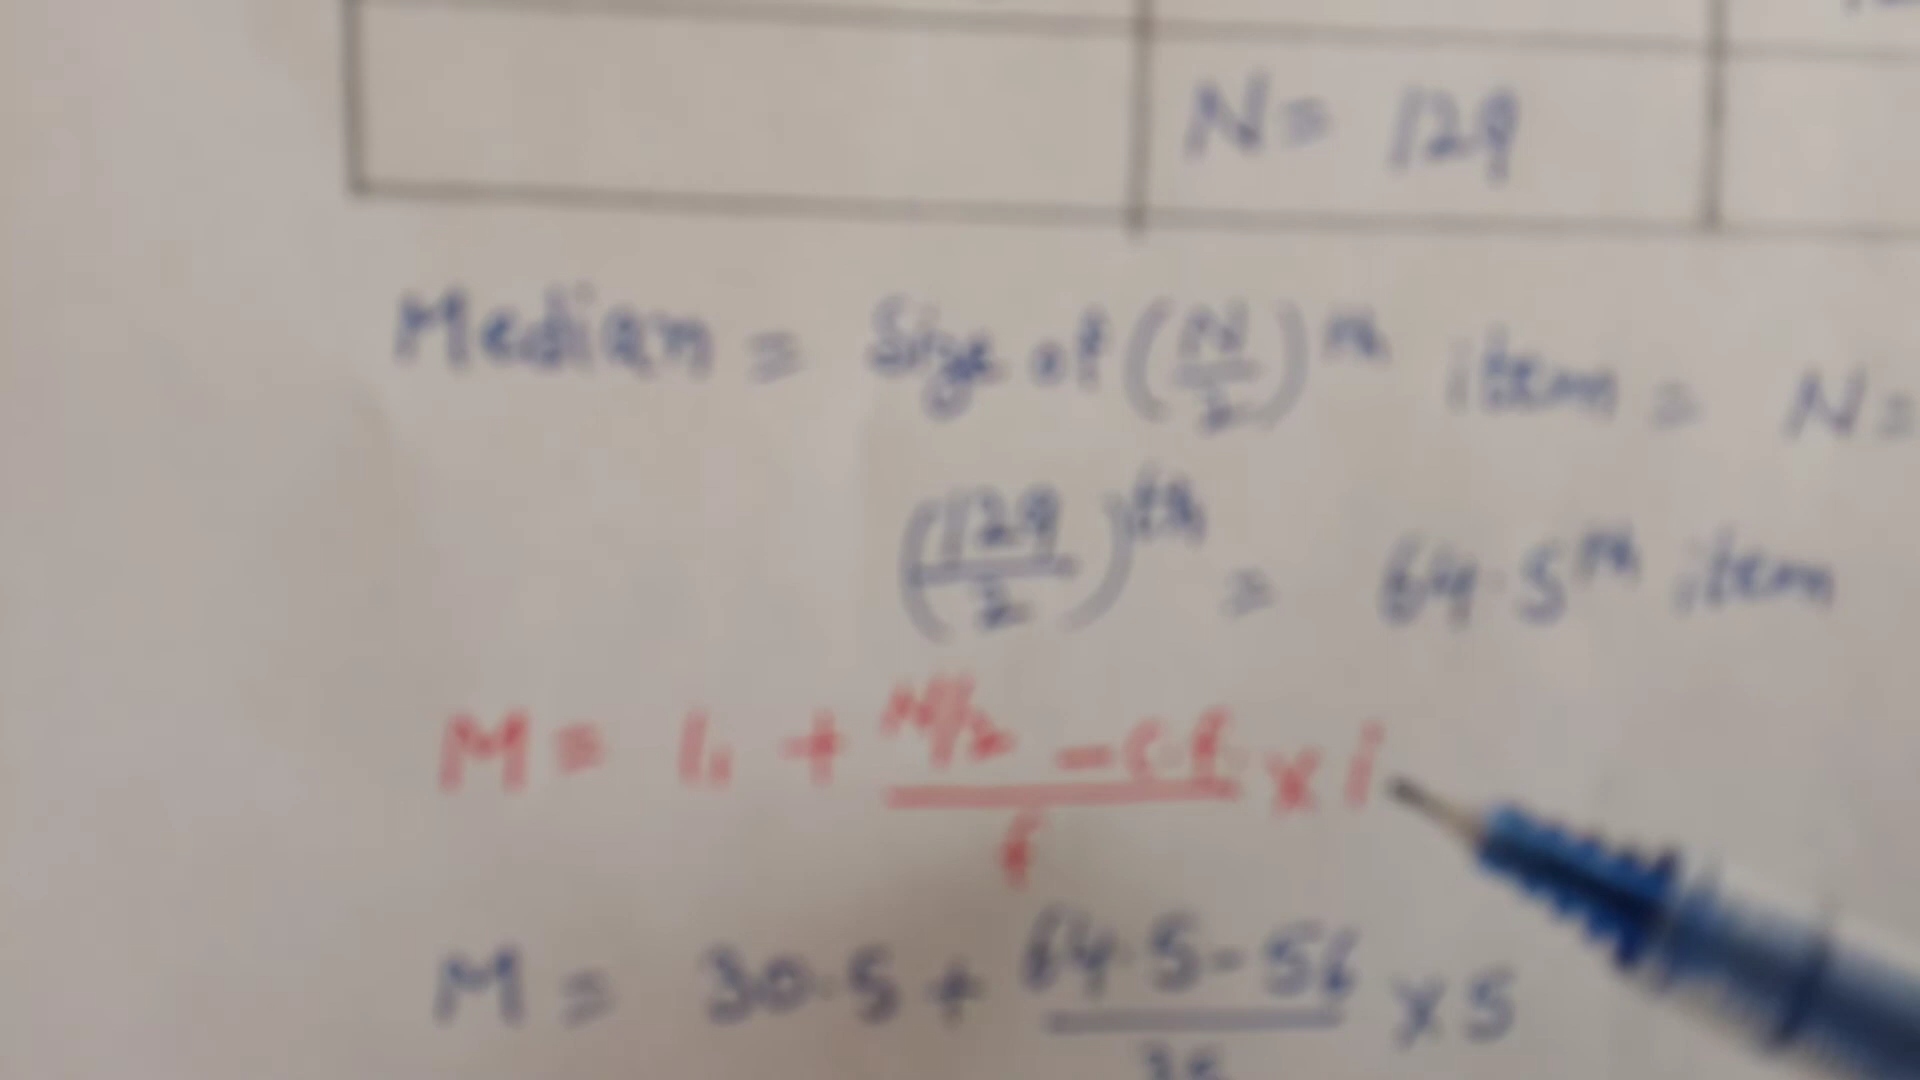 N = 129
Median = Size of (N/2)th item = N =
(129/2)th = 64.5th item
M = l₁ + N/2 - c.f. / f x i
M = 30.5 + 64.5 - 56 / 35 x 5